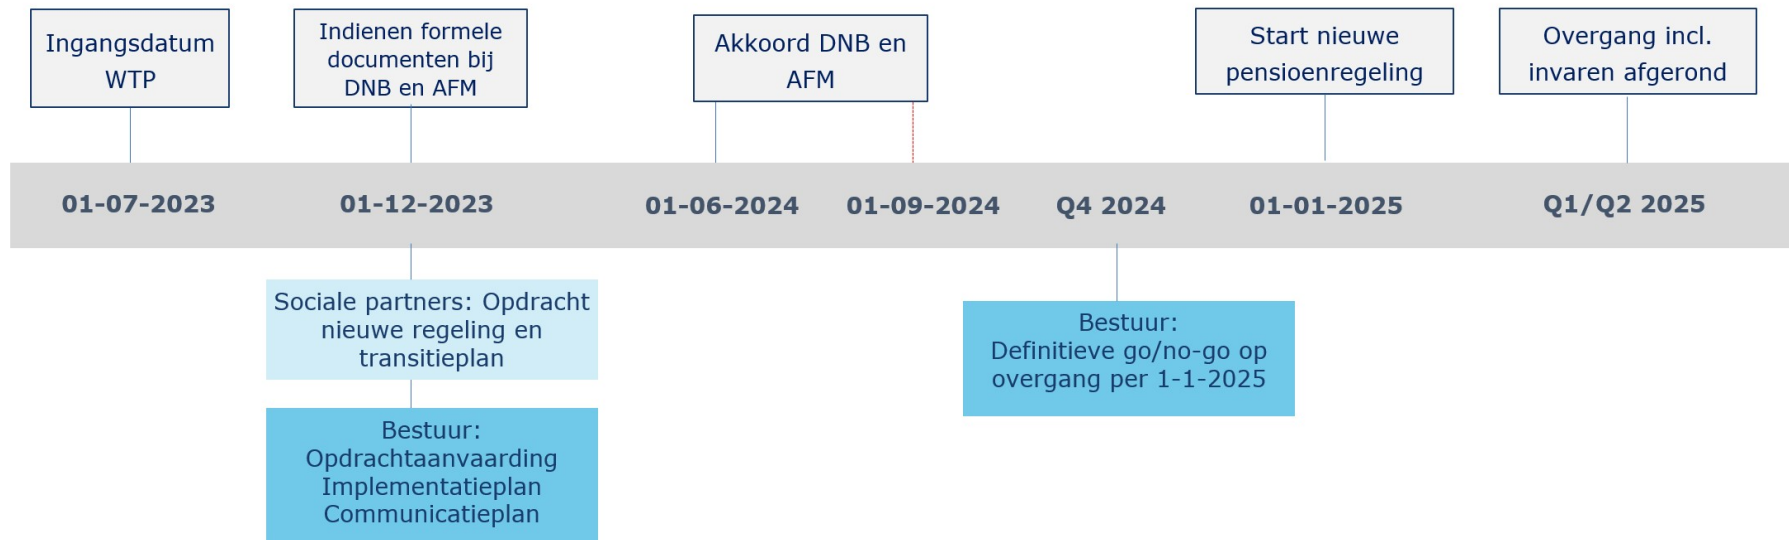 Ingangsdatum
WTP
Indienen formele
documenten bij
DNB en AFM
Akkoord DNB en
AFM
Start nieuwe
pensioenregeling
Overgang incl.
invaren afgerond
01-07-2023
01-12-2023
01-06-2024
01-09-2024
Q4 2024
01-01-2025
Q1/Q2 2025
Sociale partners: Opdracht
nieuwe regeling en
transitieplan
Bestuur:
Opdrachtaanvaarding
Implementatieplan
Communicatieplan
Bestuur:
Definitieve go/no-go op
overgang per 1-1-2025